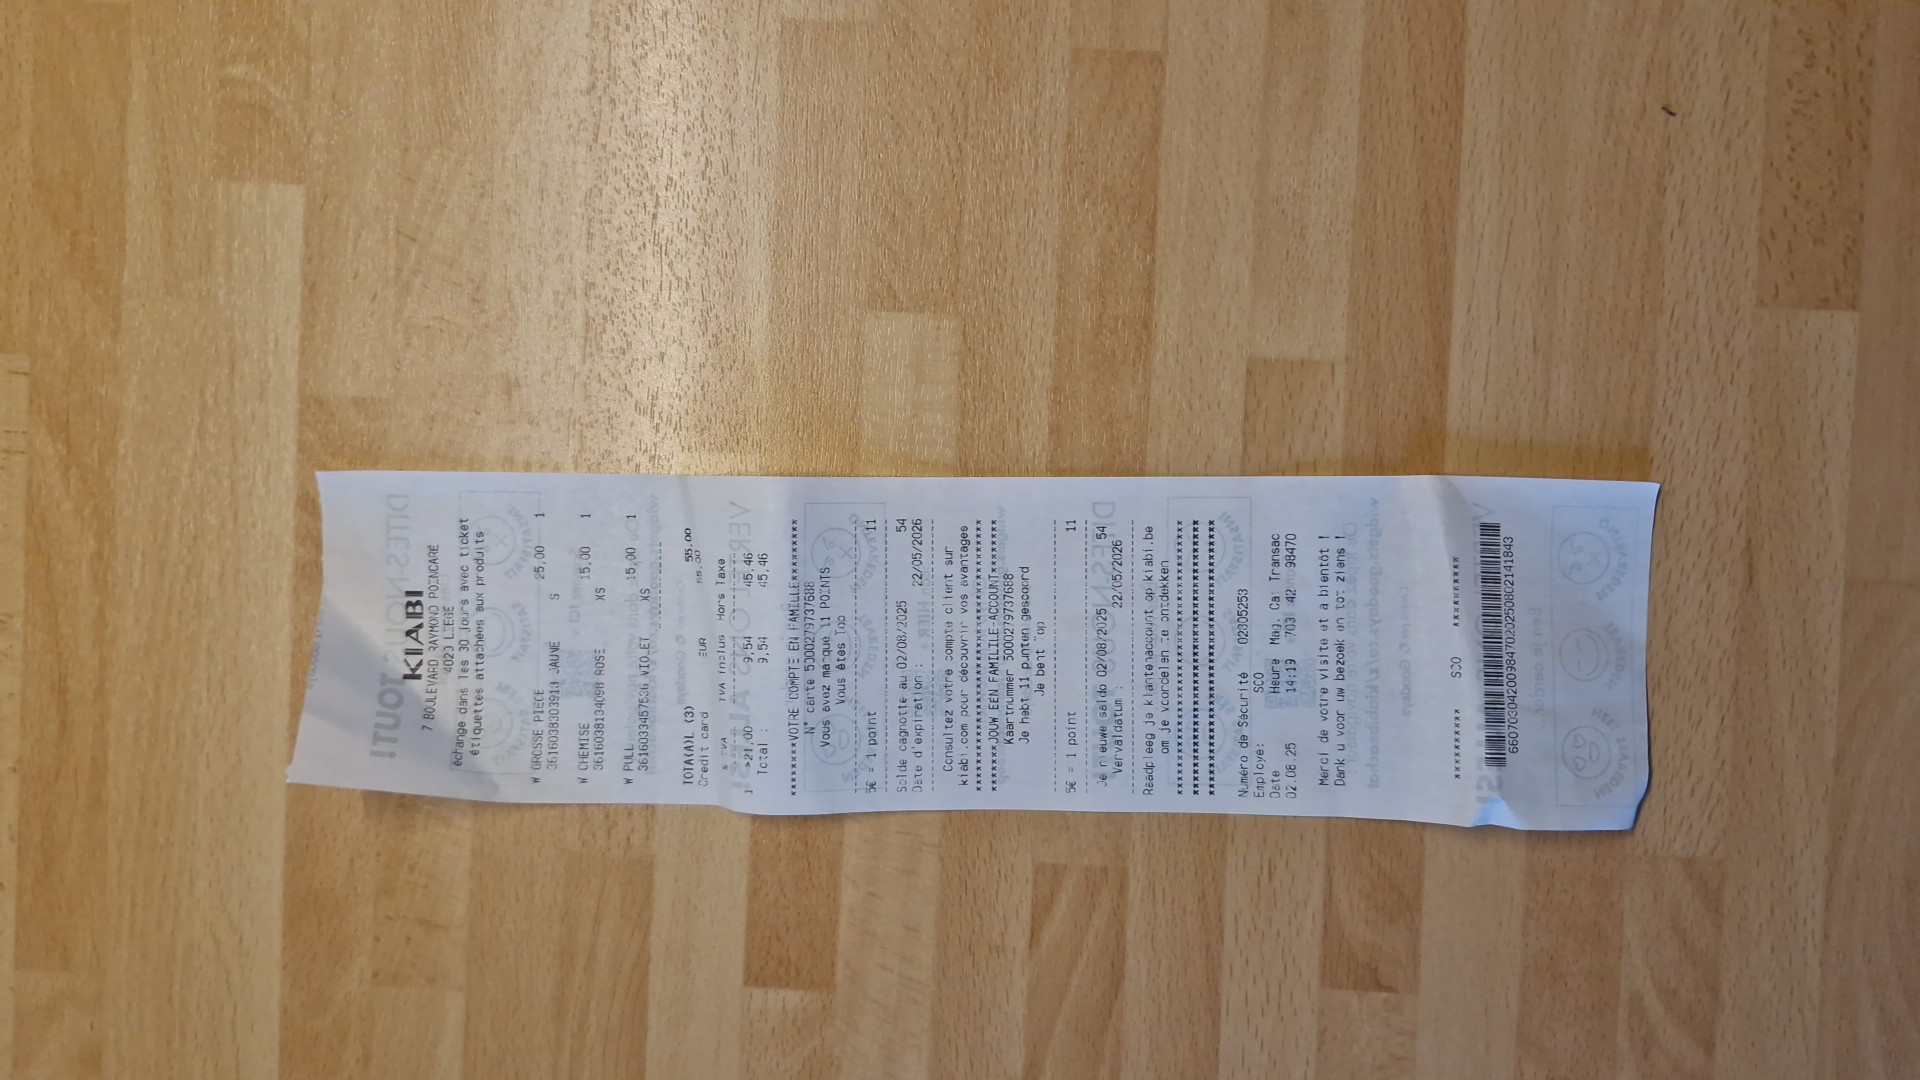 KIABI
7 BOULEVARD RAYMOND POINCARE
4020 LIEGE
échange dans les 30 jours avec ticket
étiquettes attachées aux produits
W GROSSE PIECE 25,00 1
JAUNE S
W CHEMISE 15,00 1
3616038134098 ROSE XS
W PULL 15,00 1
3616033457536 VIOLET XS
TOTA(A)L (3) 55,00
Credit card EUR 55,00
TVA Inclus Hors Taxe
1 >21,00 9,54 45,46
Total : 9,54 45,46
********VOTRE COMPTE EN FAMILLE*********
N° carte 5000279737688
Vous avez marqué 11 POINTS
Vous êtes Top
5€ = 1 point 11
Solde cagnotte au 02/08/2025 54
Date d'expiration : 22/05/2026
Consultez votre compte client sur
kiabi.com pour découvrir vos avantages
******JOUW EEN FAMILLE-ACCOUNT******
Kaartnummer 5000279737688
Je hebt 11 punten gescoord
Je bent Top
5€ = 1 point 11
Je nieuwe saldo 02/08/2025 54
Vervaldatum : 22/05/2026
Raadpleeg je klantenaccount op kiabi.be
om je voordelen te ontdekken
Numéro de Sécurité 02805253
Employé: SCO
Date Heure Mag. Cai Transac
02.08.25 14:19 703 42 98470
Merci de votre visite et à bientôt !
Dank u voor uw bezoek en tot ziens !
********* SCO *********